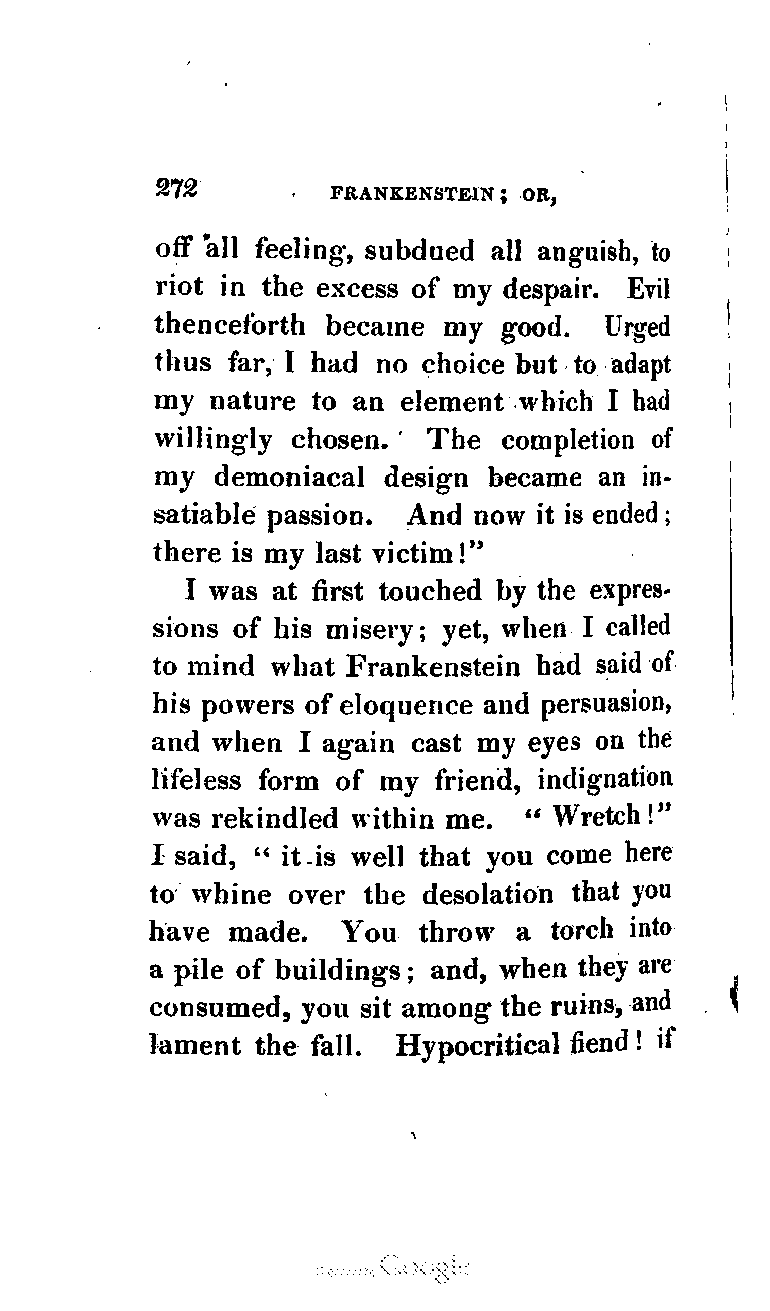 272 FRANKENSTEIN; OR,
off all feeling, subdued all anguish, to
riot in the excess of my despair. Evil
thenceforth became my good. Urged
thus far, I had no choice but to adapt
my nature to an element which I had
willingly chosen. The completion of
my demoniacal design became an in-
satiable passion. And now it is ended;
there is my last victim!"
I was at first touched by the expres-
sions of his misery; yet, when I called
to mind what Frankenstein had said of
his powers of eloquence and persuasion,
and when I again cast my eyes on the
lifeless form of my friend, indignation
was rekindled within me. "Wretch!"
I said, "it is well that you come here
to whine over the desolation that you
have made. You throw a torch into
a pile of buildings; and, when they are
consumed, you sit among the ruins, and
lament the fall. Hypocritical fiend! if
Google